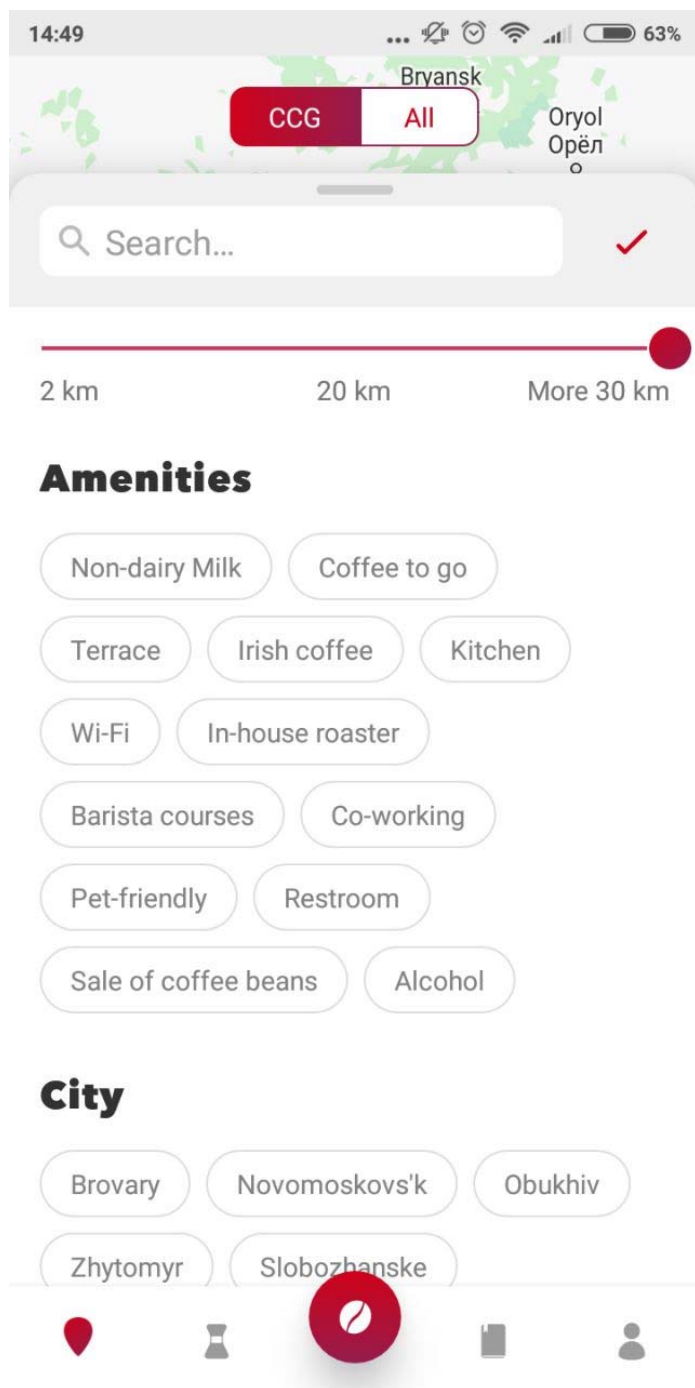 14:49 ... 63%
Bryansk
CCG All
Oryol
Орёл
Search...
2 km 20 km More 30 km
Amenities
Non-dairy Milk Coffee to go
Terrace Irish coffee Kitchen
Wi-Fi In-house roaster
Barista courses Co-working
Pet-friendly Restroom
Sale of coffee beans Alcohol
City
Brovary Novomoskovs'k Obukhiv
Zhytomyr Slobozhanske